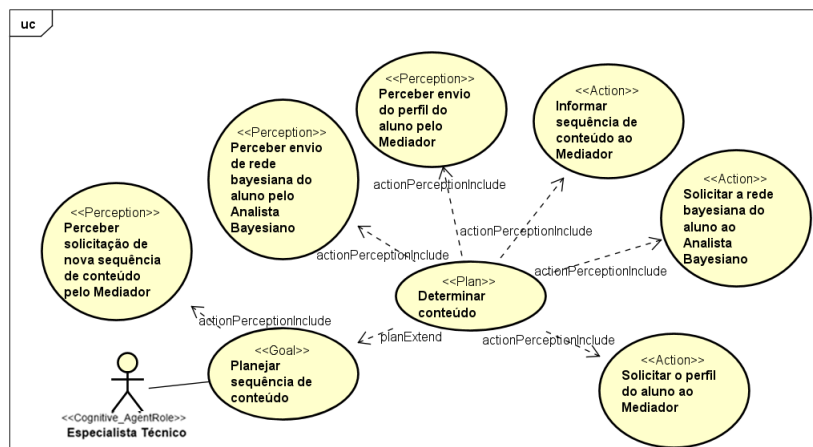 uc
<<Perception>>
Perceber envio
do perfil do
aluno pelo
Mediador
<<Action>>
Informar
sequência de
conteúdo ao
Mediador
<<Perception>>
Perceber envio
de rede
bayesiana do
aluno pelo
Analista
Bayesiano
<<Action>>
Solicitar a rede
bayesiana do
aluno ao
Analista
Bayesiano
<<Perception>>
Perceber
solicitação de
nova sequência
de conteúdo
pelo Mediador
actionPerceptionInclude
actionPerceptionInclude
actionPerceptionInclude
actionPerceptionInclude
<<Plan>>
Determinar
conteúdo
actionPerceptionInclude
planExtend
actionPerceptionInclude
<<Goal>>
Planejar
sequência de
conteúdo
<<Action>>
Solicitar o perfil
do aluno ao
Mediador
<<Cognitive_AgentRole>>
Especialista Técnico